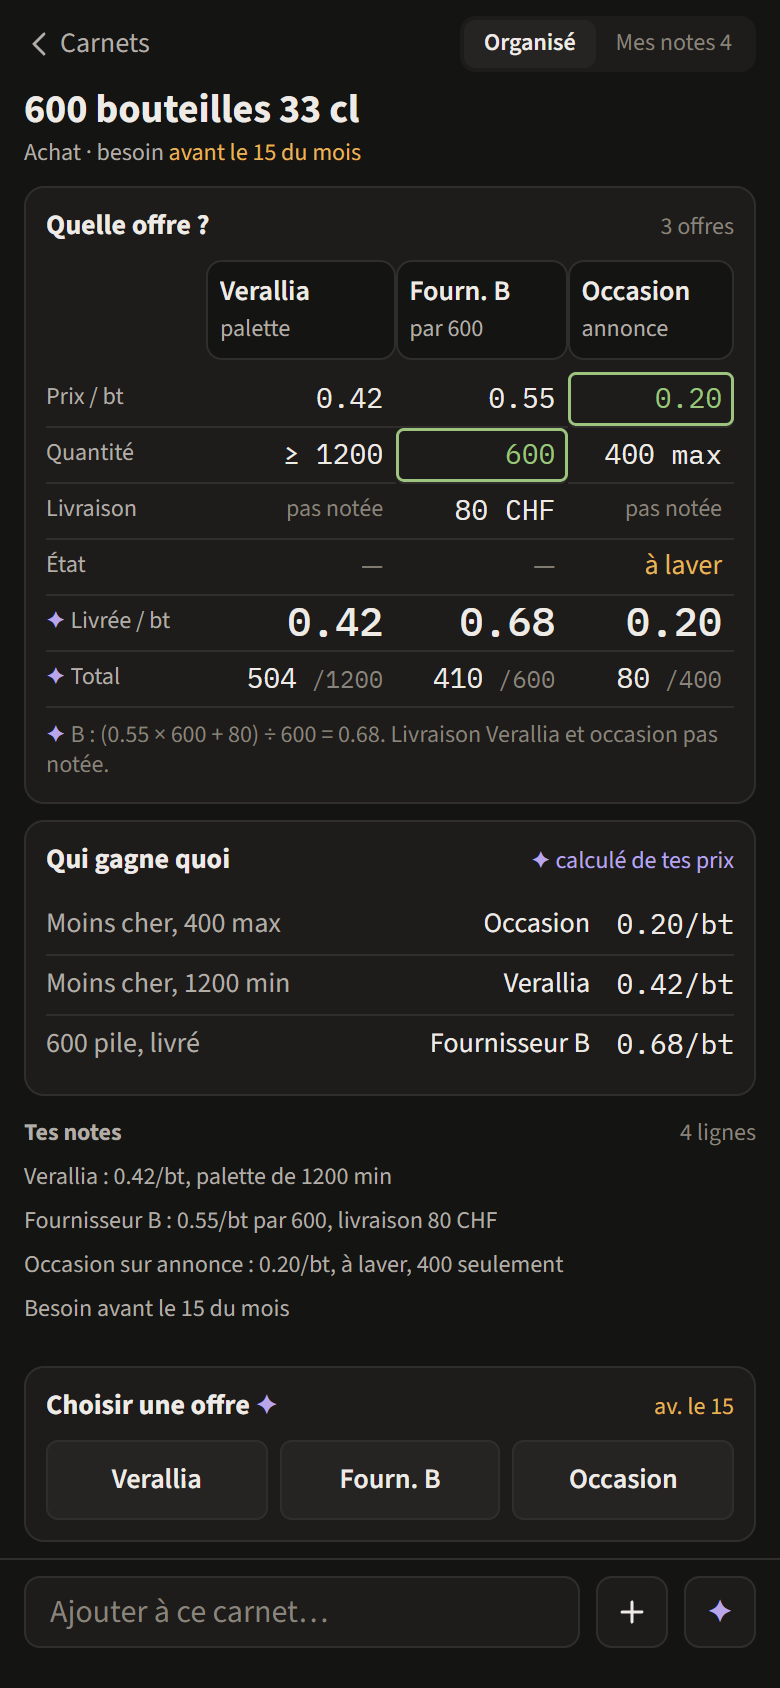 Carnets
Organisé
Mes notes 4
600 bouteilles 33 cl
Achat · besoin avant le 15 du mois
Quelle offre ?
3 offres
Verallia
palette
Fourn. B
par 600
Occasion
annonce
Prix / bt 0.42 0.55 0.20
Quantité ≥ 1200 600 400 max
Livraison pas notée 80 CHF pas notée
État — — à laver
✦ Livrée / bt 0.42 0.68 0.20
✦ Total 504 /1200 410 /600 80 /400
✦ B : (0.55 × 600 + 80) ÷ 600 = 0.68. Livraison Verallia et occasion pas
notée.
Qui gagne quoi
✦ calculé de tes prix
Moins cher, 400 max Occasion 0.20/bt
Moins cher, 1200 min Verallia 0.42/bt
600 pile, livré Fournisseur B 0.68/bt
Tes notes
4 lignes
Verallia : 0.42/bt, palette de 1200 min
Fournisseur B : 0.55/bt par 600, livraison 80 CHF
Occasion sur annonce : 0.20/bt, à laver, 400 seulement
Besoin avant le 15 du mois
Choisir une offre ✦
av. le 15
Verallia
Fourn. B
Occasion
Ajouter à ce carnet…